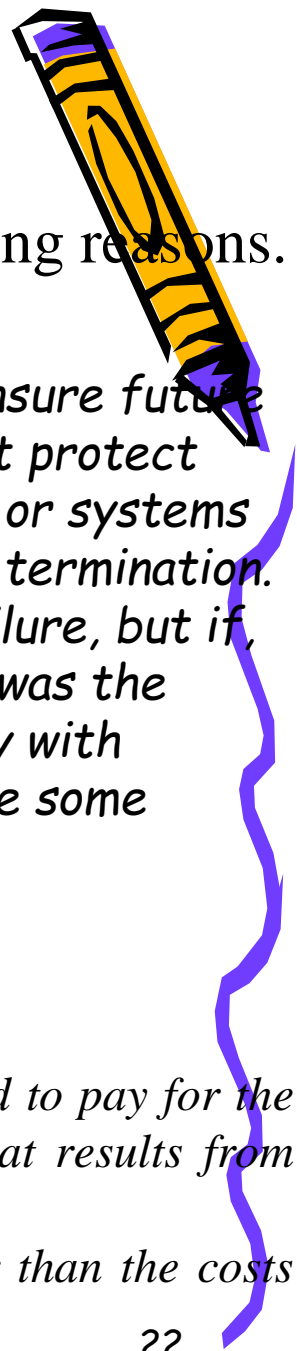 ng reasons.
nsure future
t protect
or systems
termination.
ilure, but if,
was the
y with
e some
d to pay for the
at results from
than the costs
??